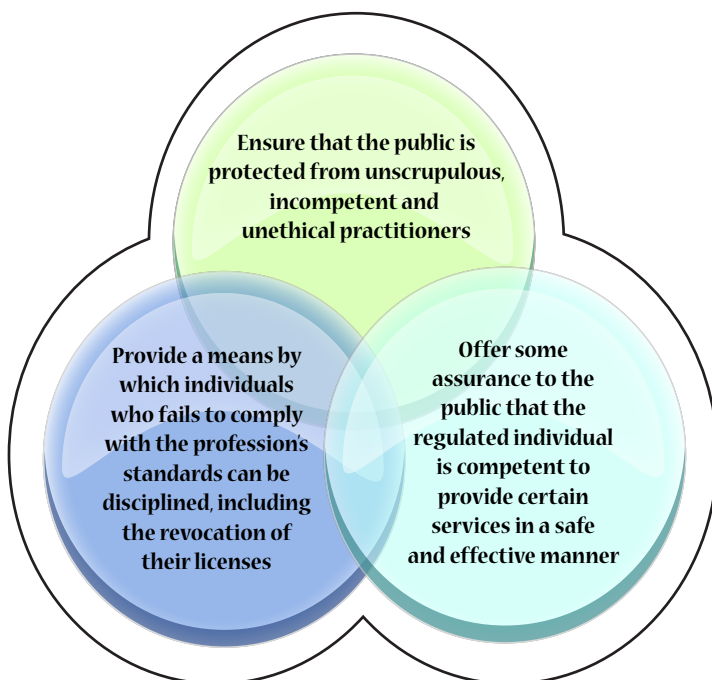 Ensure that the public is
protected from unscrupulous,
incompetent and
unethical practitioners
Provide a means by
which individuals
who fails to comply
with the profession's
standards can be
disciplined, including
the revocation of
their licenses
Offer some
assurance to the
public that the
regulated individual
is competent to
provide certain
services in a safe
and effective manner